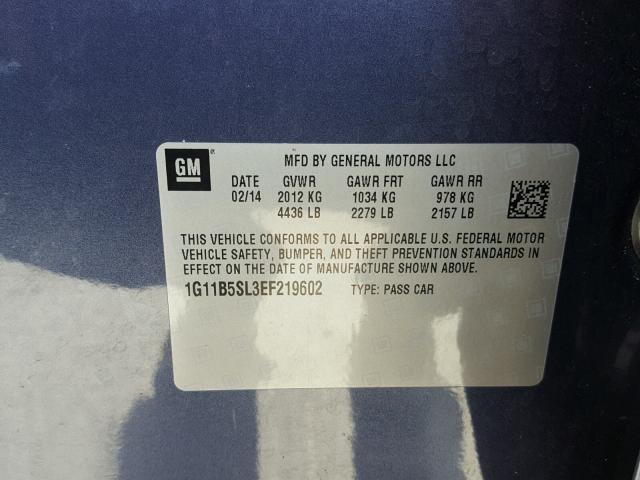 GM
MFD BY GENERAL MOTORS LLC
DATE GVWR GAWR FRT GAWR RR
02/14 2012 KG 1034 KG 978 KG
4436 LB 2279 LB 2157 LB
THIS VEHICLE CONFORMS TO ALL APPLICABLE U.S. FEDERAL MOTOR
VEHICLE SAFETY, BUMPER, AND THEFT PREVENTION STANDARDS IN
EFFECT ON THE DATE OF MANUFACTURE SHOWN ABOVE.
1G11B5SL3EF219602 TYPE: PASS CAR